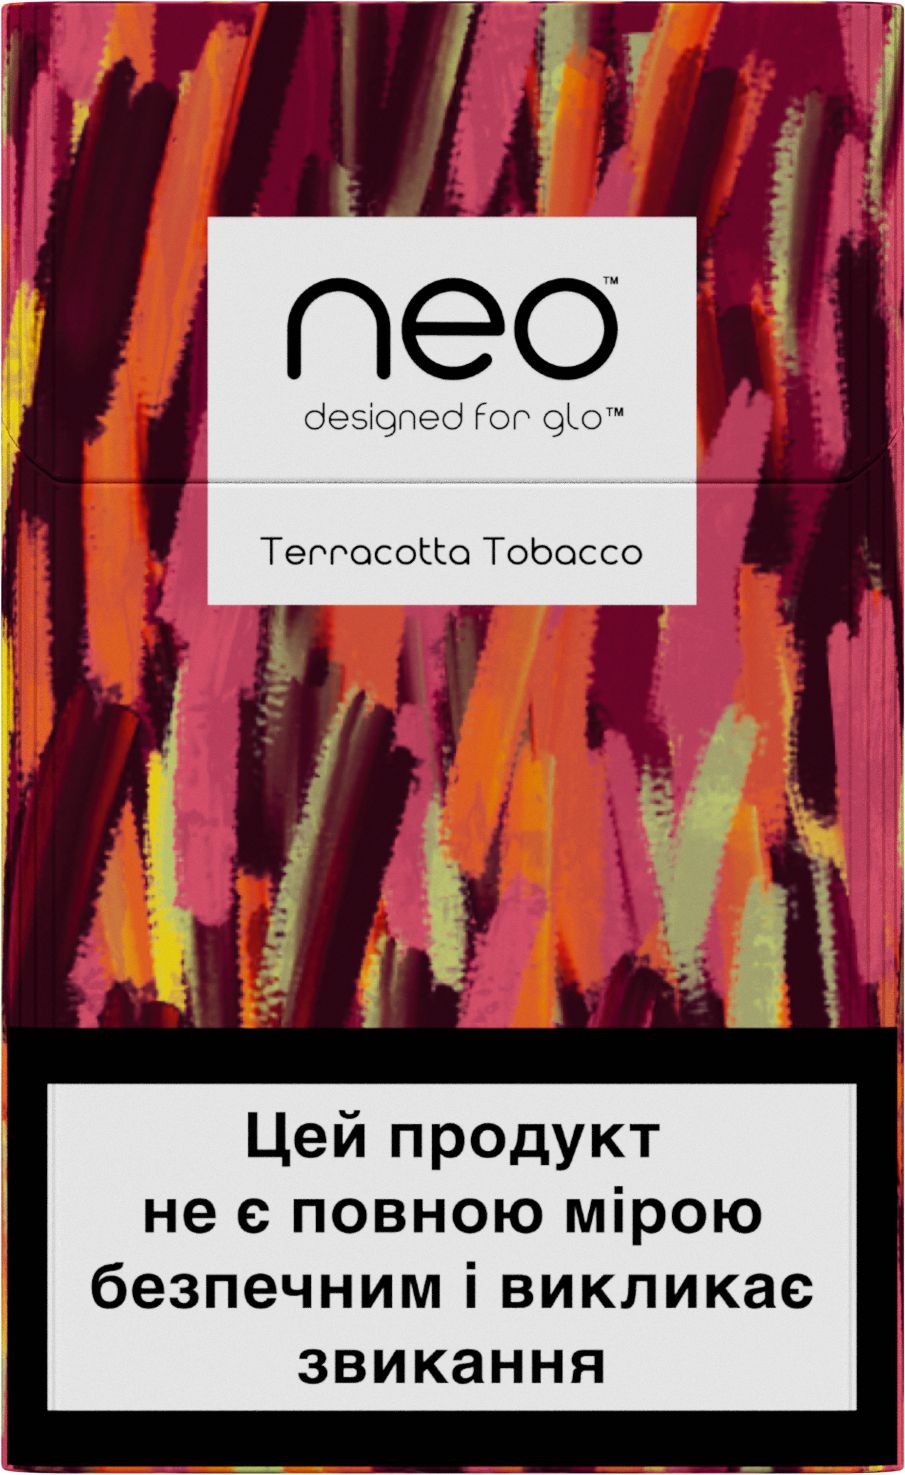 neo™
designed for glo™
Terracotta Tobacco
Цей продукт
не є повною мірою
безпечним і викликає
звикання